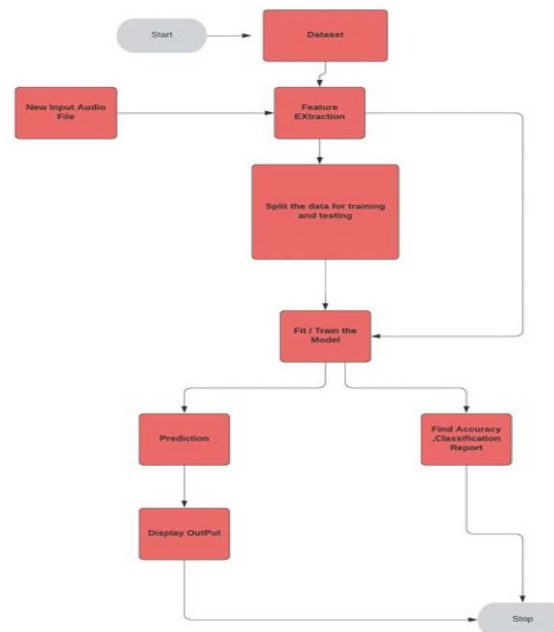 Start
Dataset
New Input Audio
File
Feature
EXtraction
Split the data for training
and testing
Fit / Train the
Model
Prediction
Find Accuracy
,Classification
Report
Display OutPut
Stop